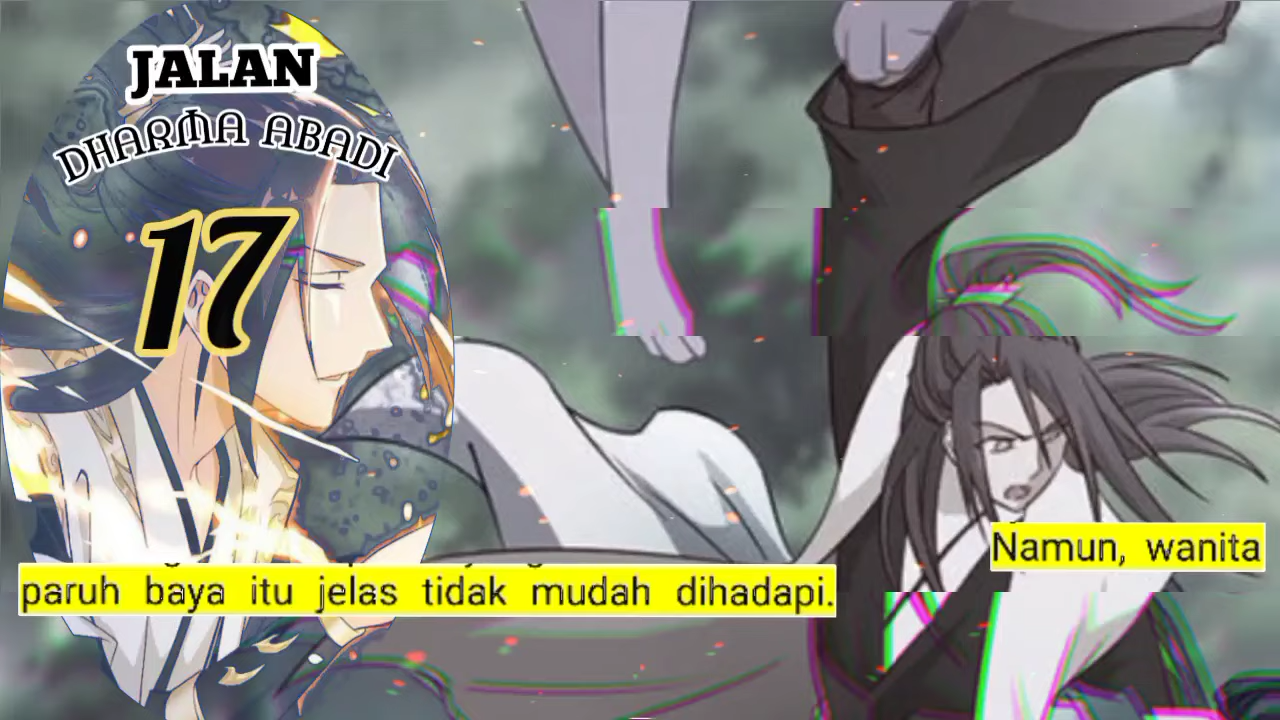 JALAN
DHARMA ABADI
17
Namun, wanita
paruh baya itu jelas tidak mudah dihadapi.